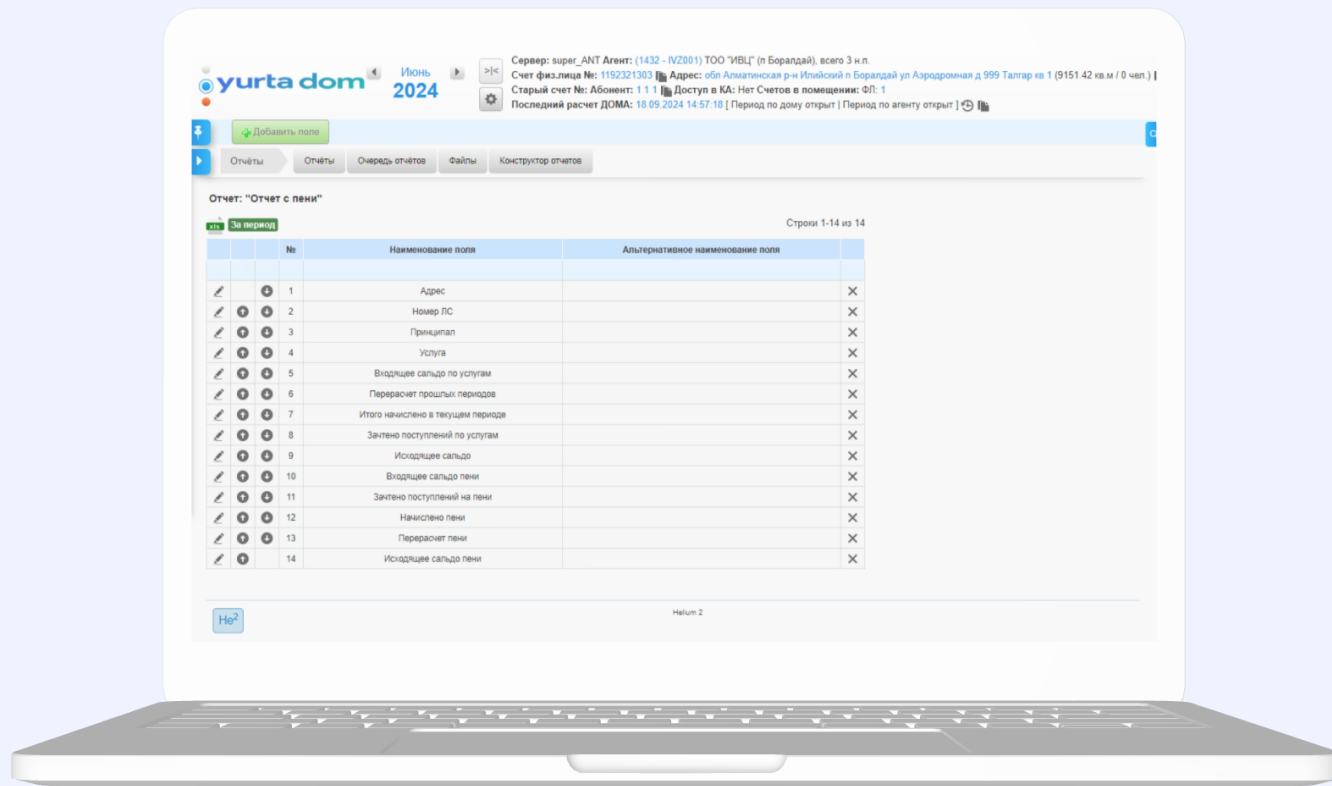 yurta dom
Июнь
2024
>|<
Сервер: super_ANT Агент: (1432 - IVZ001) ТОО "ИВЦ" (п Боралдай), всего 3 н.п.
Счет физ.лица №: 1192321303 Адрес: обл Алматинская р-н Илийский п Боралдай ул Аэродромная д 999 Талгар кв 1 (9151.42 кв.м / 0 чел.)
Старый счет №: Абонент: 1 1 1 Доступ в КА: Нет Счетов в помещении: ФЛ: 1
Последний расчет ДОМА: 18.09.2024 14:57:18 [ Период по дому открыт | Период по агенту открыт ]
Добавить поле
Отчёты Отчёты Очередь отчётов Файлы Конструктор отчетов
Отчет: "Отчет с пени"
xls За период Строки 1-14 из 14
№ Наименование поля Альтернативное наименование поля
1 Адрес
2 Номер ЛС
3 Принципал
4 Услуга
5 Входящее сальдо по услугам
6 Перерасчет прошлых периодов
7 Итого начислено в текущем периоде
8 Зачтено поступлений по услугам
9 Исходящее сальдо
10 Входящее сальдо пени
11 Зачтено поступлений на пени
12 Начислено пени
13 Перерасчет пени
14 Исходящее сальдо пени
He²
Helium 2